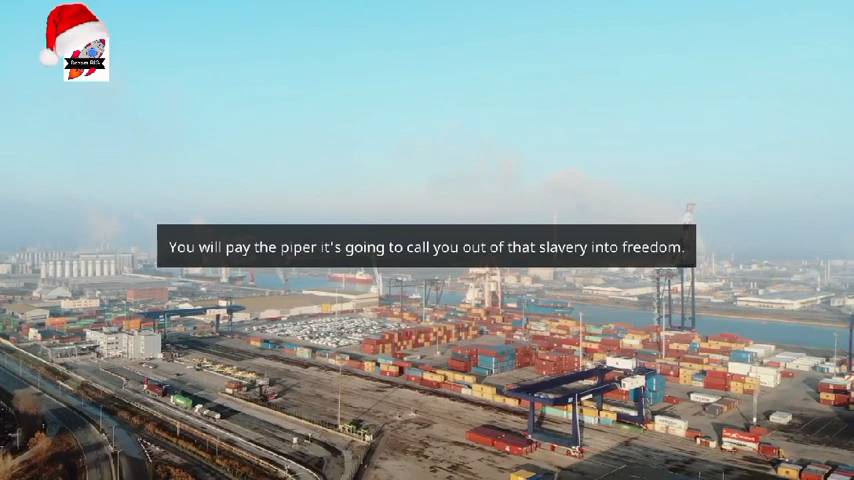 You will pay the piper it's going to call you out of that slavery into freedom.